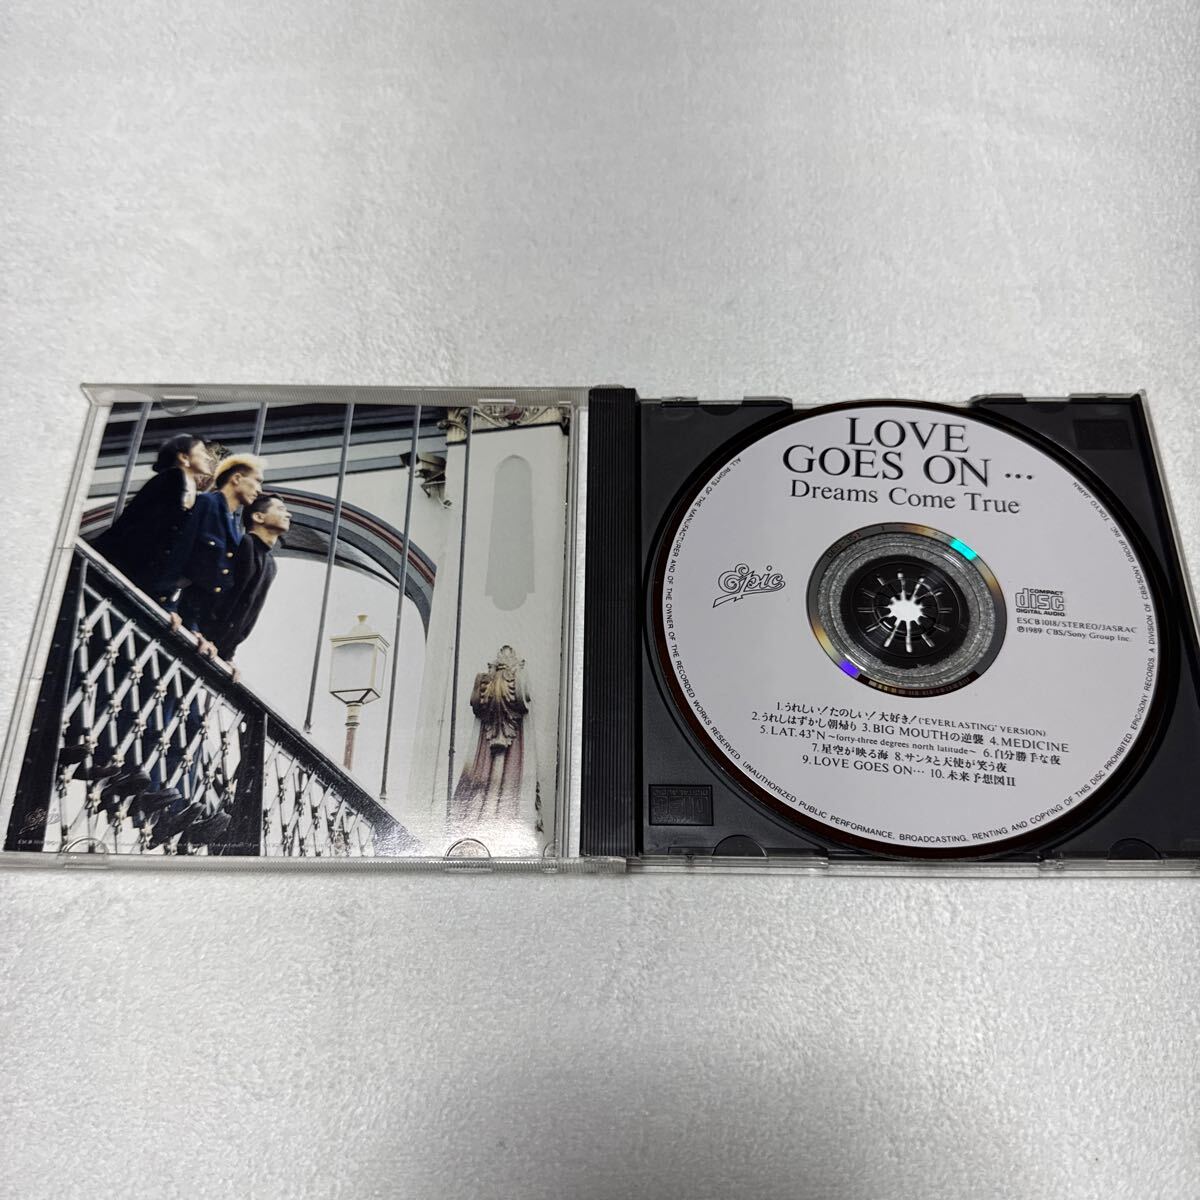 LOVE
GOES ON …
Dreams Come True
Epic
COMPACT
disc
DIGITAL AUDIO
ESCB 1018/STEREO/JASRAC
℗1989 CBS/Sony Group Inc.
1.うれしい！たのしい！大好き！('EVERLASTING' VERSION)
2.うれしはずかし朝帰り 3.BIG MOUTHの逆襲 4.MEDICINE
5.LAT.43°N 〜forty-three degrees north latitude〜 6.自分勝手な夜
7.星空が映る海 8.サンタと天使が笑う夜
9.LOVE GOES ON… 10.未来予想図II
ALL RIGHTS OF THE MANUFACTURER AND OF THE OWNER OF THE RECORDED WORKS RESERVED. UNAUTHORIZED PUBLIC PERFORMANCE, BROADCASTING, RENTING AND COPYING OF THIS DISC PROHIBITED. EPIC/SONY RECORDS. A DIVISION OF CBS/SONY GROUP INC. TOKYO JAPAN